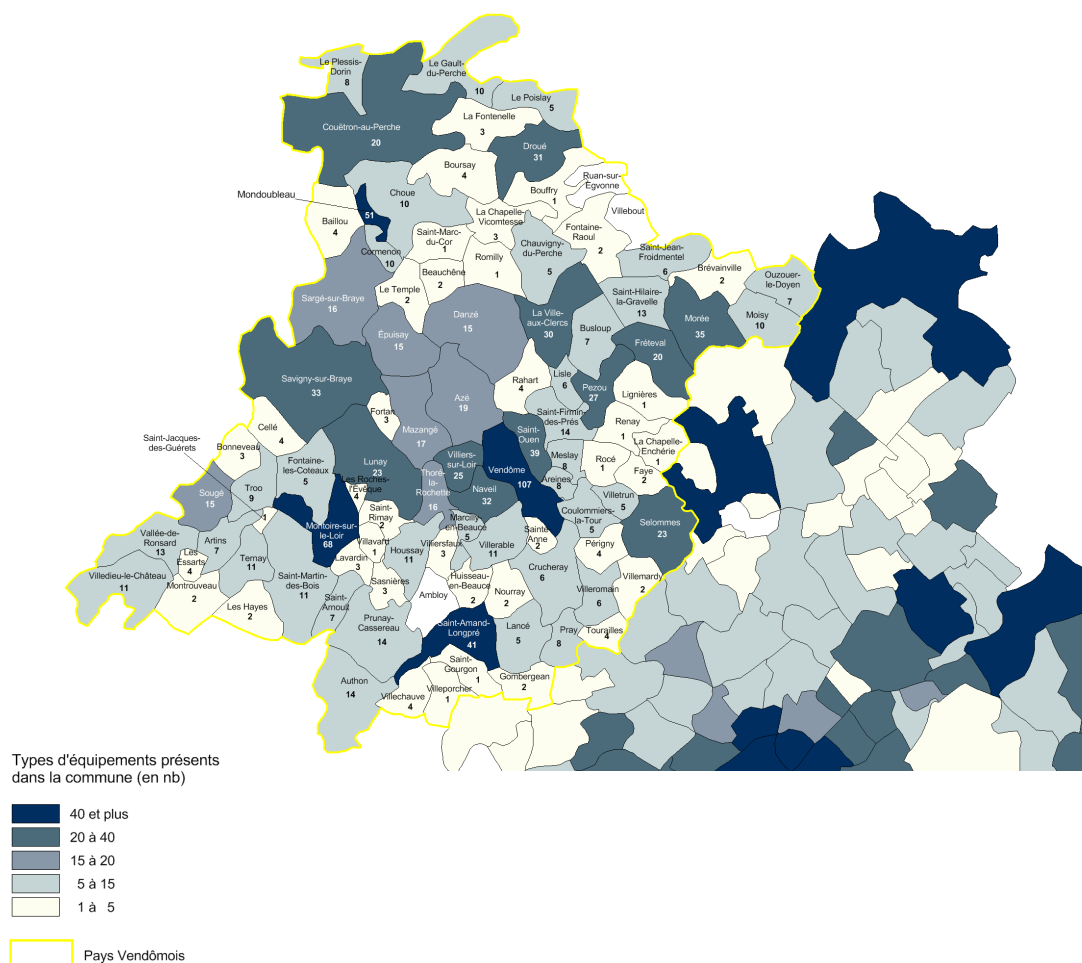 Le Plessis-
Dorin
8
Le Gault-
du-Perche
10
Le Poislay
5
La Fontenelle
3
Couëtron-au-Perche
20
Droué
31
Boursay
4
Ruan-sur-
Egvonne
Bouffry
1
Mondoubleau
51
Choue
10
Villebout
La Chapelle-
Vicomtesse
3
Baillou
4
Fontaine-
Raoul
2
Saint-Marc-
du-Cor
1
Chauvigny-
du-Perche
5
Saint-Jean-
Froidmentel
6
Cormenon
10
Romilly
1
Brévainville
2
Beauchêne
2
Ouzouer-
le-Doyen
7
Le Temple
2
Saint-Hilaire-
la-Gravelle
13
Sargé-sur-Braye
16
La Ville-
aux-Clercs
30
Danzé
15
Morée
35
Moisy
10
Busloup
7
Épuisay
15
Fréteval
20
Savigny-sur-Braye
33
Rahart
4
Lisle
6
Pezou
27
Lignières
1
Azé
19
Fortan
3
Saint-Firmin-
des-Prés
14
Cellé
4
Mazangé
17
Saint-
Ouen
39
Renay
1
Saint-Jacques-
des-Guérets
1
Bonneveau
3
La Chapelle-
Enchérie
1
Fontaine-
les-Coteaux
5
Lunay
23
Villiers-
sur-Loir
25
Meslay
8
Rocé
1
Vendôme
107
Faye
2
Thoré-
la-
Rochette
16
Les Roches-
l'Evêque
4
Areines
8
Troo
9
Naveil
32
Sougé
15
Villetrun
5
Saint-
Rimay
2
Coulommiers-
la-Tour
5
Marcilly-
en-Beauce
5
Selommes
23
Montoire-sur-
le-Loir
68
Sainte-
Anne
2
Vallée-de-
Ronsard
13
Artins
7
Villavard
1
Villiersfaux
3
Villerable
11
Périgny
4
Les
Essarts
4
Houssay
11
Ternay
11
Lavardin
3
Crucheray
6
Villedieu-le-Château
11
Saint-Martin-
des-Bois
11
Huisseau-
en-Beauce
2
Villemardy
2
Montrouveau
2
Sasnières
3
Nourray
2
Villeromain
6
Ambloy
Saint-
Arnoult
7
Les Hayes
2
Prunay-
Cassereau
14
Saint-Amand-
Longpré
41
Lancé
5
Pray
8
Tourailles
4
Saint-
Gourgon
1
Gombergean
2
Authon
14
Villechauve
4
Villeporcher
1
Types d'équipements présents
dans la commune (en nb)
40 et plus
20 à 40
15 à 20
5 à 15
1 à 5
Pays Vendômois